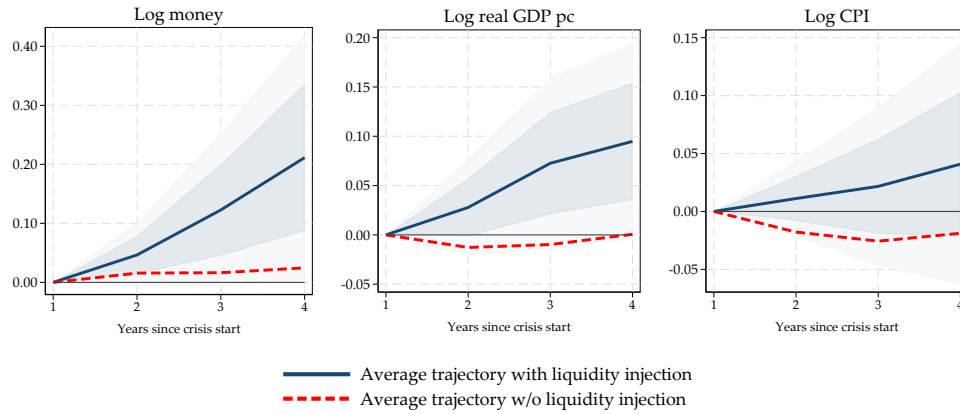 Log money
0.40
0.30
0.20
0.10
0.00
1 2 3 4
Years since crisis start
Log real GDP pc
0.20
0.15
0.10
0.05
0.00
-0.05
1 2 3 4
Years since crisis start
Log CPI
0.15
0.10
0.05
0.00
-0.05
1 2 3 4
Years since crisis start
Average trajectory with liquidity injection
Average trajectory w/o liquidity injection